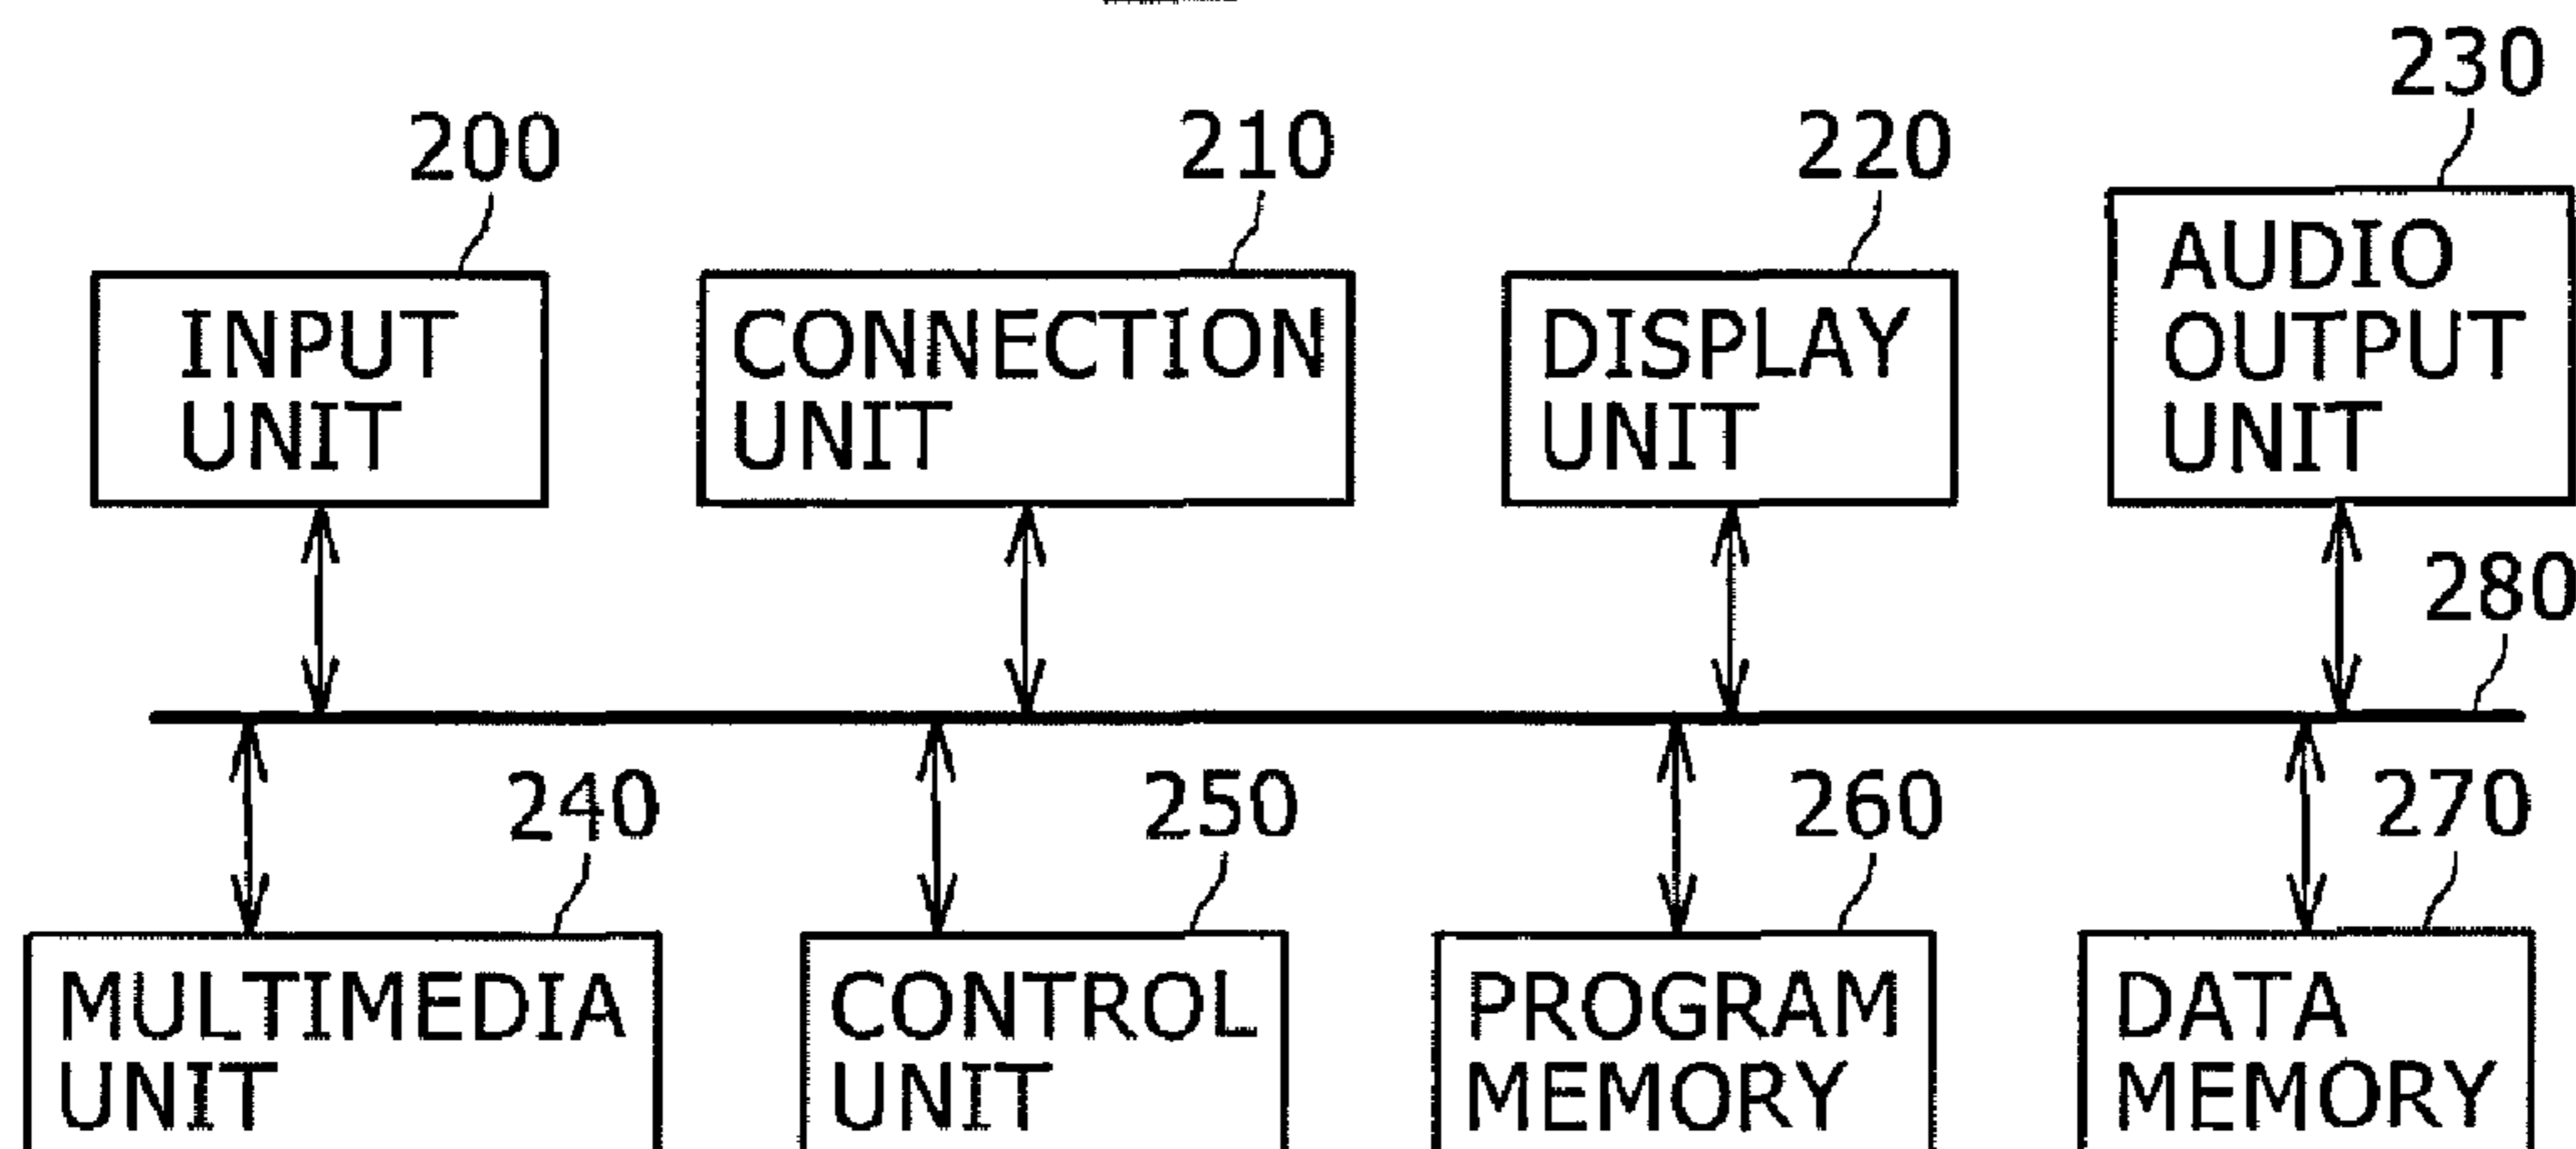 230
200
210
220
INPUT
UNIT
CONNECTION
UNIT
DISPLAY
UNIT
AUDIO
OUTPUT
UNIT
280
240
250
260
270
MULTIMEDIA
UNIT
CONTROL
UNIT
PROGRAM
MEMORY
DATA
MEMORY